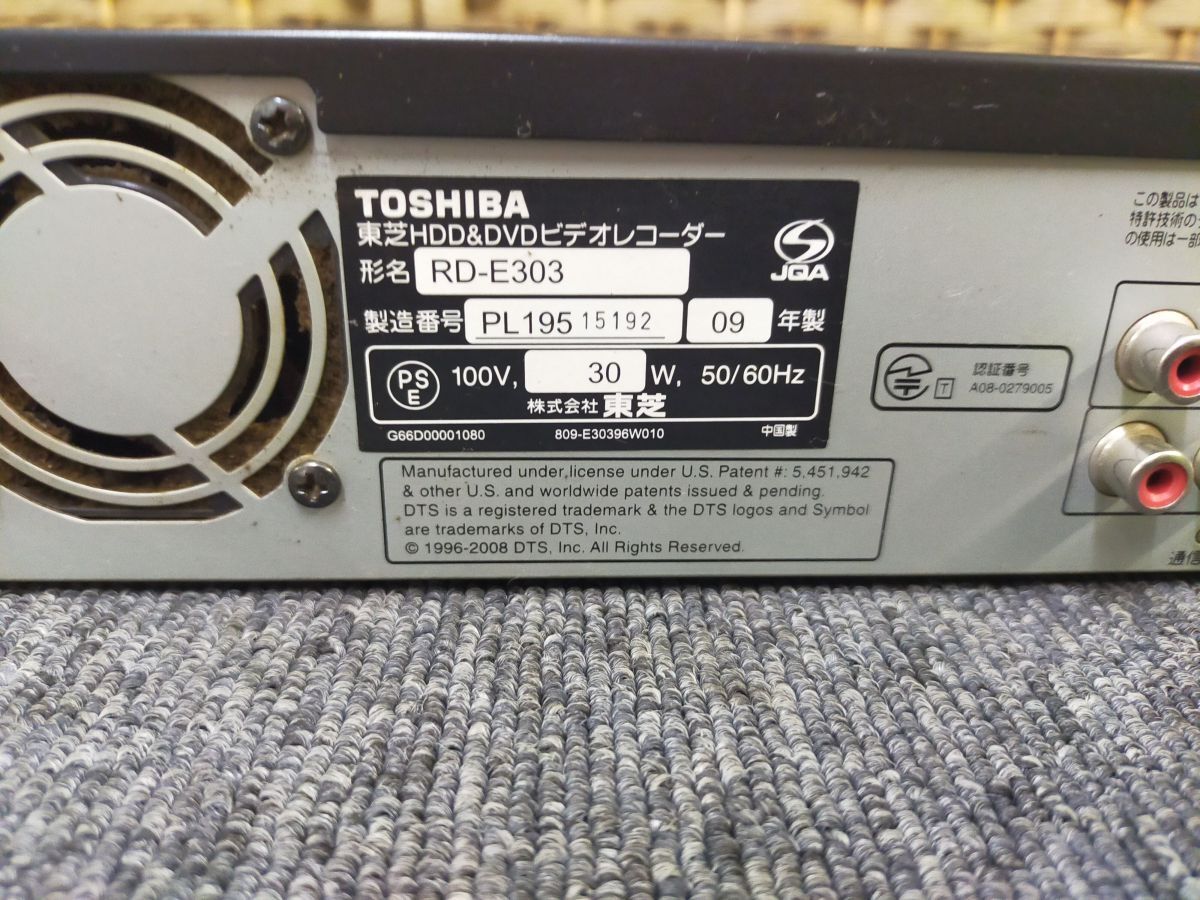 TOSHIBA
東芝HDD&DVDビデオレコーダー
形名 RD-E303
JQA
製造番号 PL195 15192 09 年製
PSE 100V, 30 W, 50/60Hz
株式会社 東芝
G66D00001080 809-E30396W010 中国製
Manufactured under license under U.S. Patent #: 5,451,942
& other U.S. and worldwide patents issued & pending.
DTS is a registered trademark & the DTS logos and Symbol
are trademarks of DTS, Inc.
© 1996-2008 DTS, Inc. All Rights Reserved.
T 認証番号
A08-0279005
この製品は
特許技術の
の使用は一部
通信